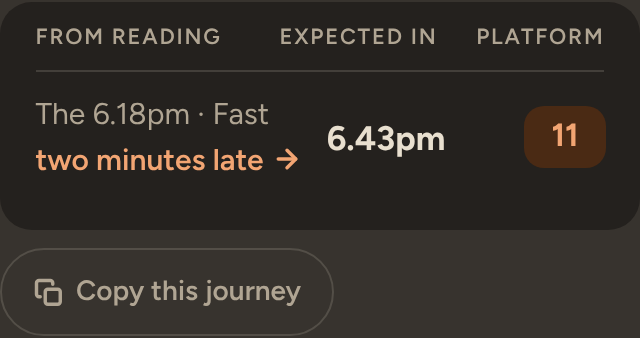 FROM READING EXPECTED IN PLATFORM
The 6.18pm · Fast
two minutes late → 6.43pm 11
Copy this journey